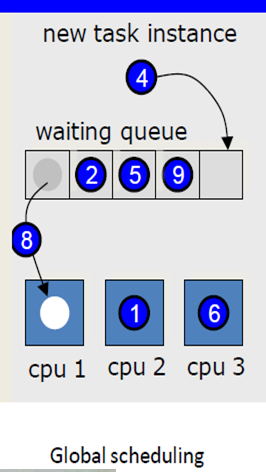 new task instance
4
waiting queue
2 5 9
8
1 6
cpu 1 cpu 2 cpu 3
Global scheduling